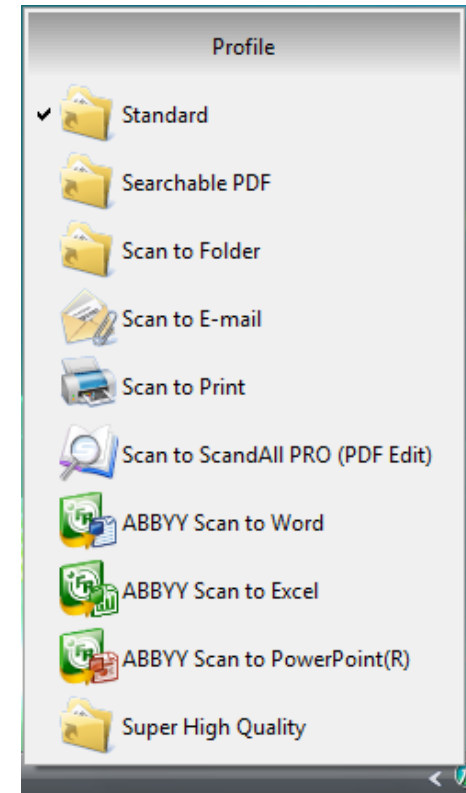 Profile
Standard
Searchable PDF
Scan to Folder
Scan to E-mail
Scan to Print
Scan to ScandAll PRO (PDF Edit)
ABBYY Scan to Word
ABBYY Scan to Excel
ABBYY Scan to PowerPoint(R)
Super High Quality